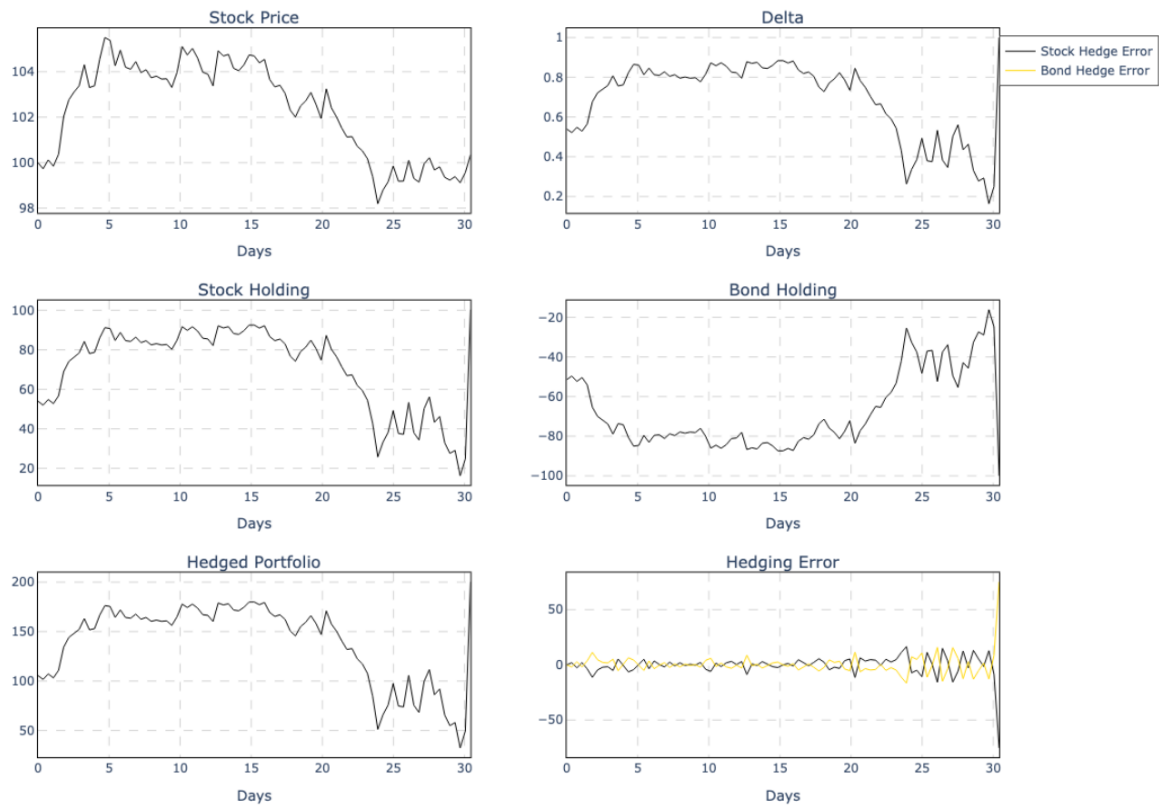 Stock Price
Delta
104
102
100
98
0 5 10 15 20 25 30
Days
1
0.8
0.6
0.4
0.2
0 5 10 15 20 25 30
Days
Stock Hedge Error
Bond Hedge Error
Stock Holding
Bond Holding
100
80
60
40
20
0 5 10 15 20 25 30
Days
−20
−40
−60
−80
−100
0 5 10 15 20 25 30
Days
Hedged Portfolio
Hedging Error
200
150
100
50
0 5 10 15 20 25 30
Days
50
0
−50
0 5 10 15 20 25 30
Days